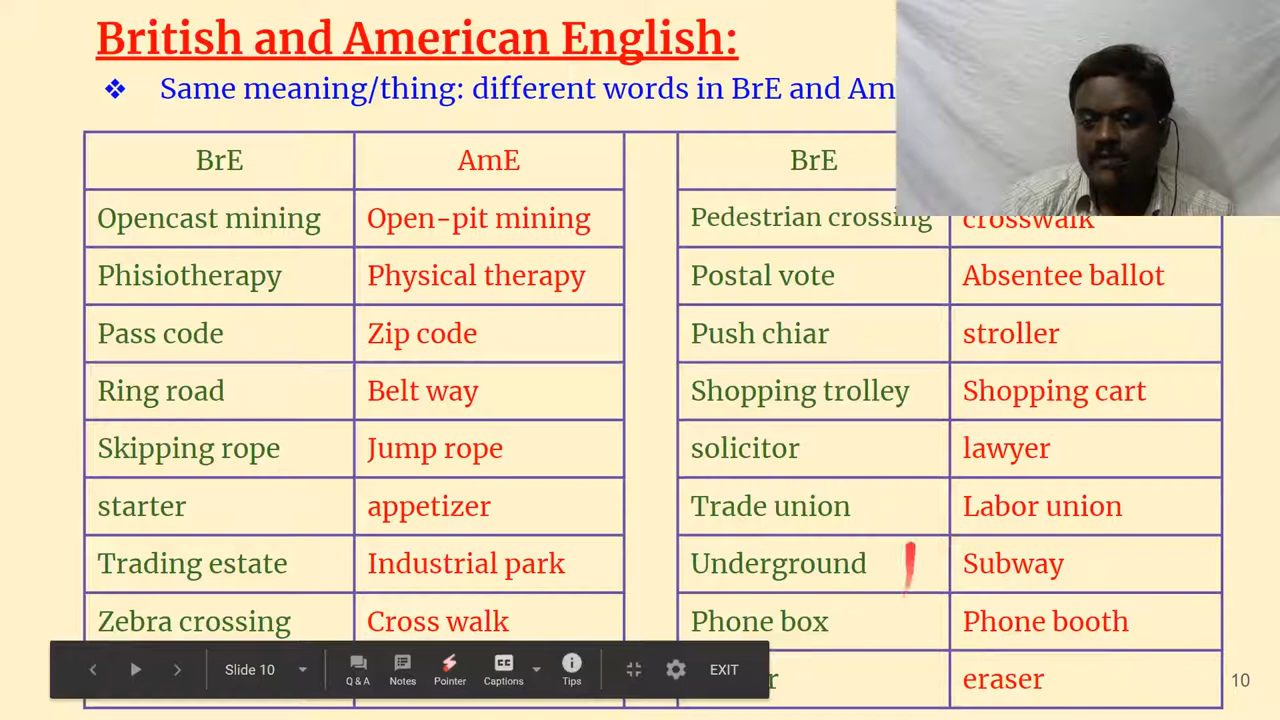 British and American English:
❖ Same meaning/thing: different words in BrE and Am
BrE AmE BrE
Opencast mining Open-pit mining Pedestrian crossing crosswalk
Phisiotherapy Physical therapy Postal vote Absentee ballot
Pass code Zip code Push chiar stroller
Ring road Belt way Shopping trolley Shopping cart
Skipping rope Jump rope solicitor lawyer
starter appetizer Trade union Labor union
Trading estate Industrial park Underground Subway
Zebra crossing Cross walk Phone box Phone booth
eraser
Slide 10
Q & A Notes Pointer CC Captions Tips EXIT
10